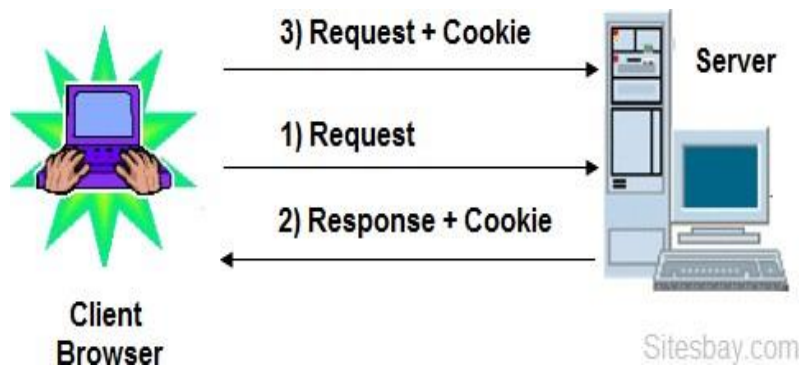 3) Request + Cookie
Server
1) Request
2) Response + Cookie
Client
Browser
Sitesbay.com